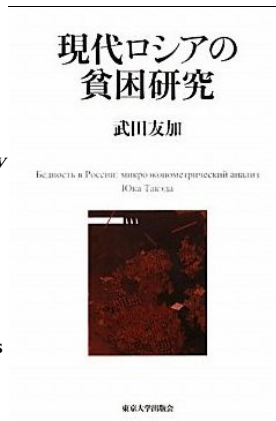 現代ロシアの
貧困研究
武田友加
Бедность в России: микроэконометрический анализ
Юка Такэда
東京大学出版会
y
s